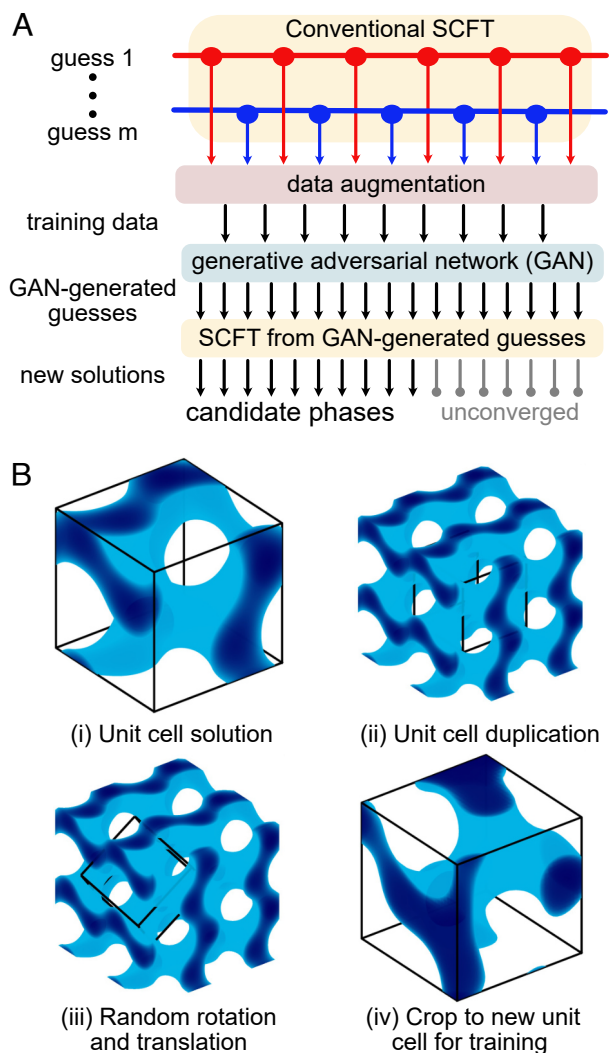 A
Conventional SCFT
guess 1
guess m
data augmentation
training data
generative adversarial network (GAN)
GAN-generated
guesses
SCFT from GAN-generated guesses
new solutions
candidate phases
unconverged
B
(i) Unit cell solution
(ii) Unit cell duplication
(iii) Random rotation
and translation
(iv) Crop to new unit
cell for training